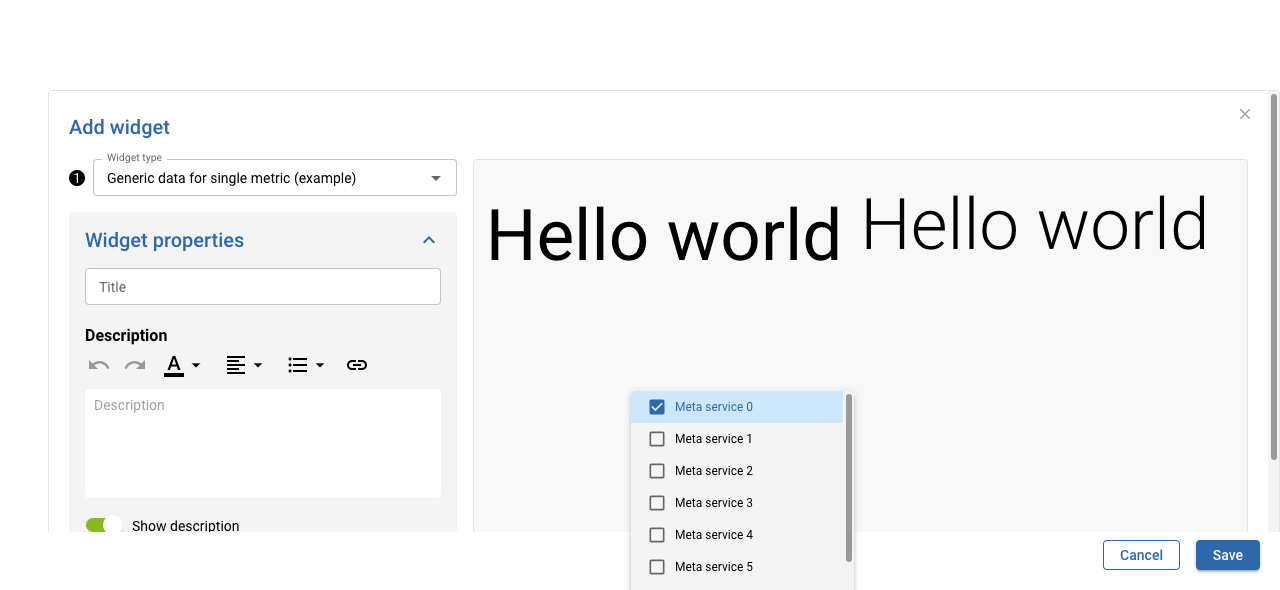 Add widget
1
Widget type
Generic data for single metric (example)
Widget properties
Title
Description
A
Description
Show description
Hello world Hello world
Meta service 0
Meta service 1
Meta service 2
Meta service 3
Meta service 4
Meta service 5
Cancel
Save